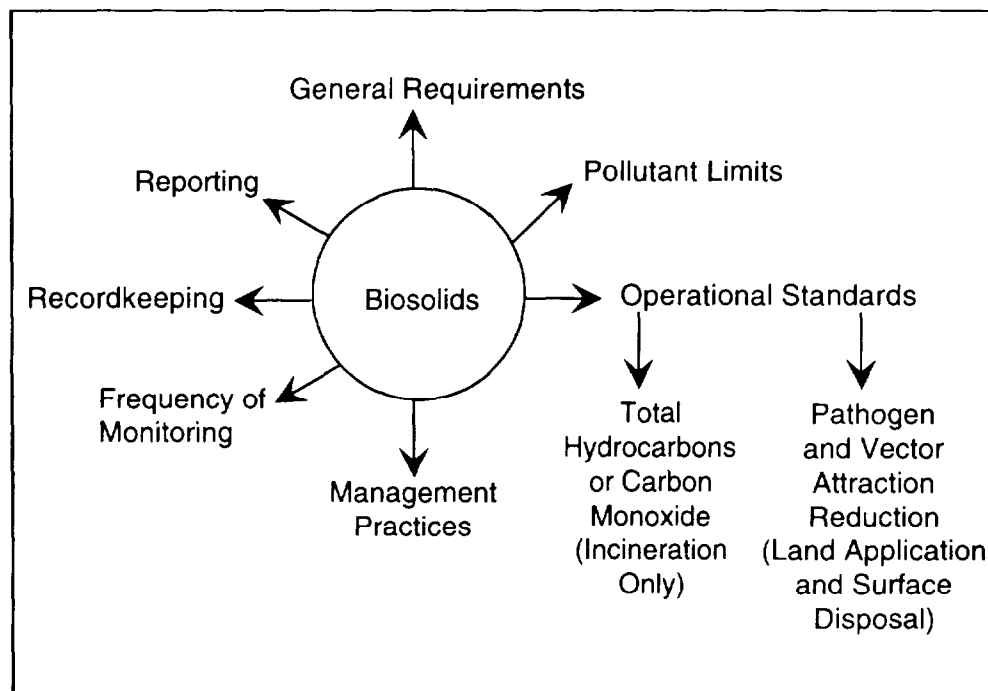 General Requirements
Pollutant Limits
Reporting
Recordkeeping
Biosolids
Operational Standards
Frequency of
Monitoring
Management
Practices
Total
Hydrocarbons
or Carbon
Monoxide
(Incineration
Only)
Pathogen
and Vector
Attraction
Reduction
(Land Application
and Surface
Disposal)